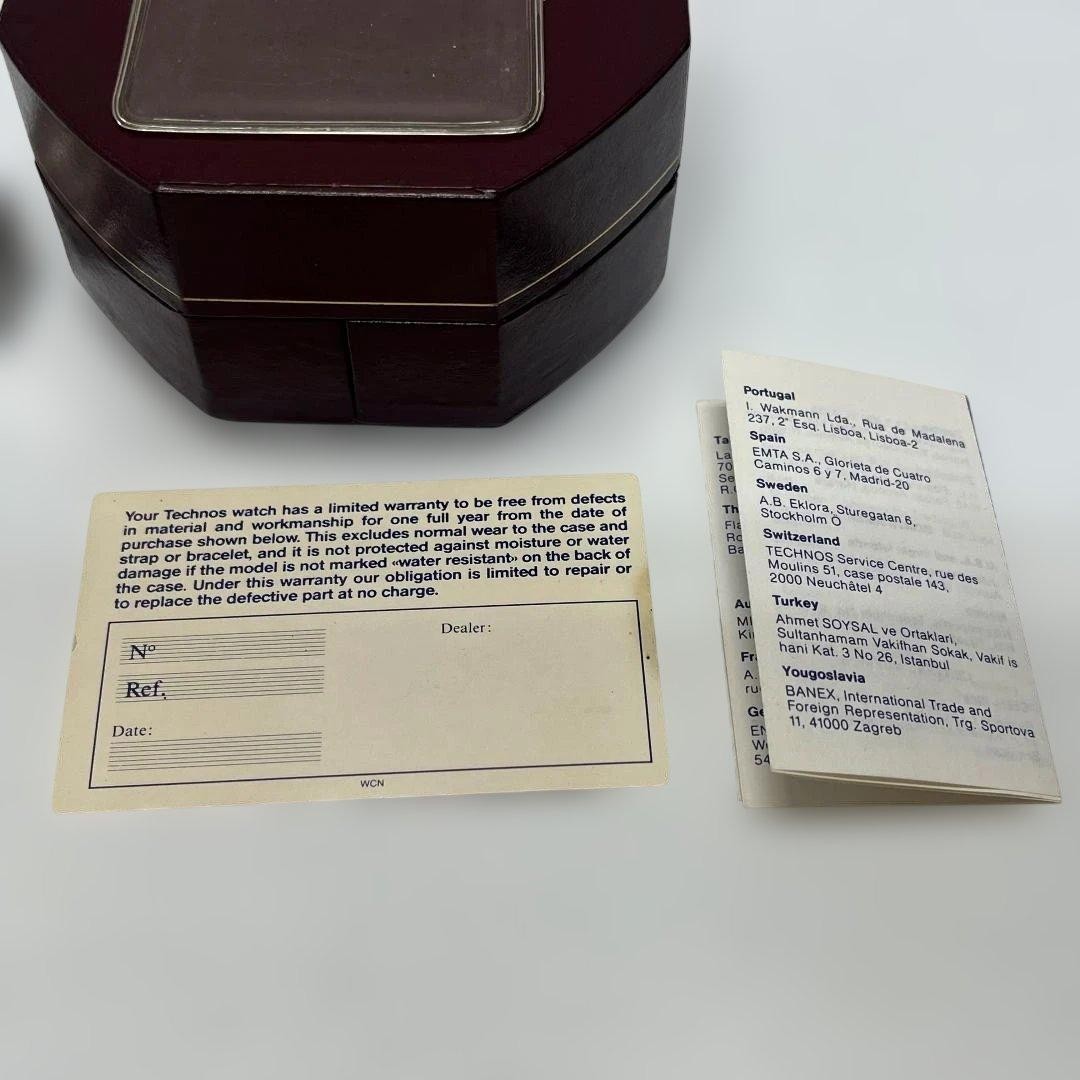 Your Technos watch has a limited warranty to be free from defects
in material and workmanship for one full year from the date of
purchase shown below. This excludes normal wear to the case and
strap or bracelet, and it is not protected against moisture or water
damage if the model is not marked «water resistant» on the back of
the case. Under this warranty our obligation is limited to repair or
to replace the defective part at no charge.
Nº
Ref.
Date:
Dealer:
WCN
Portugal
I. Wakmann Lda., Rua de Madalena
237, 2° Esq. Lisboa, Lisboa-2
Spain
EMTA S.A., Glorieta de Cuatro
Caminos 6 y 7, Madrid-20
Sweden
A.B. Eklora, Sturegatan 6,
Stockholm Ö
Switzerland
TECHNOS Service Centre, rue des
Moulins 51, case postale 143,
2000 Neuchâtel 4
Turkey
Ahmet SOYSAL ve Ortaklari,
Sultanhamam Vakifhan Sokak, Vakif is
hani Kat. 3 No 26, Istanbul
Yougoslavia
BANEX, International Trade and
Foreign Representation, Trg. Sportova
11, 41000 Zagreb